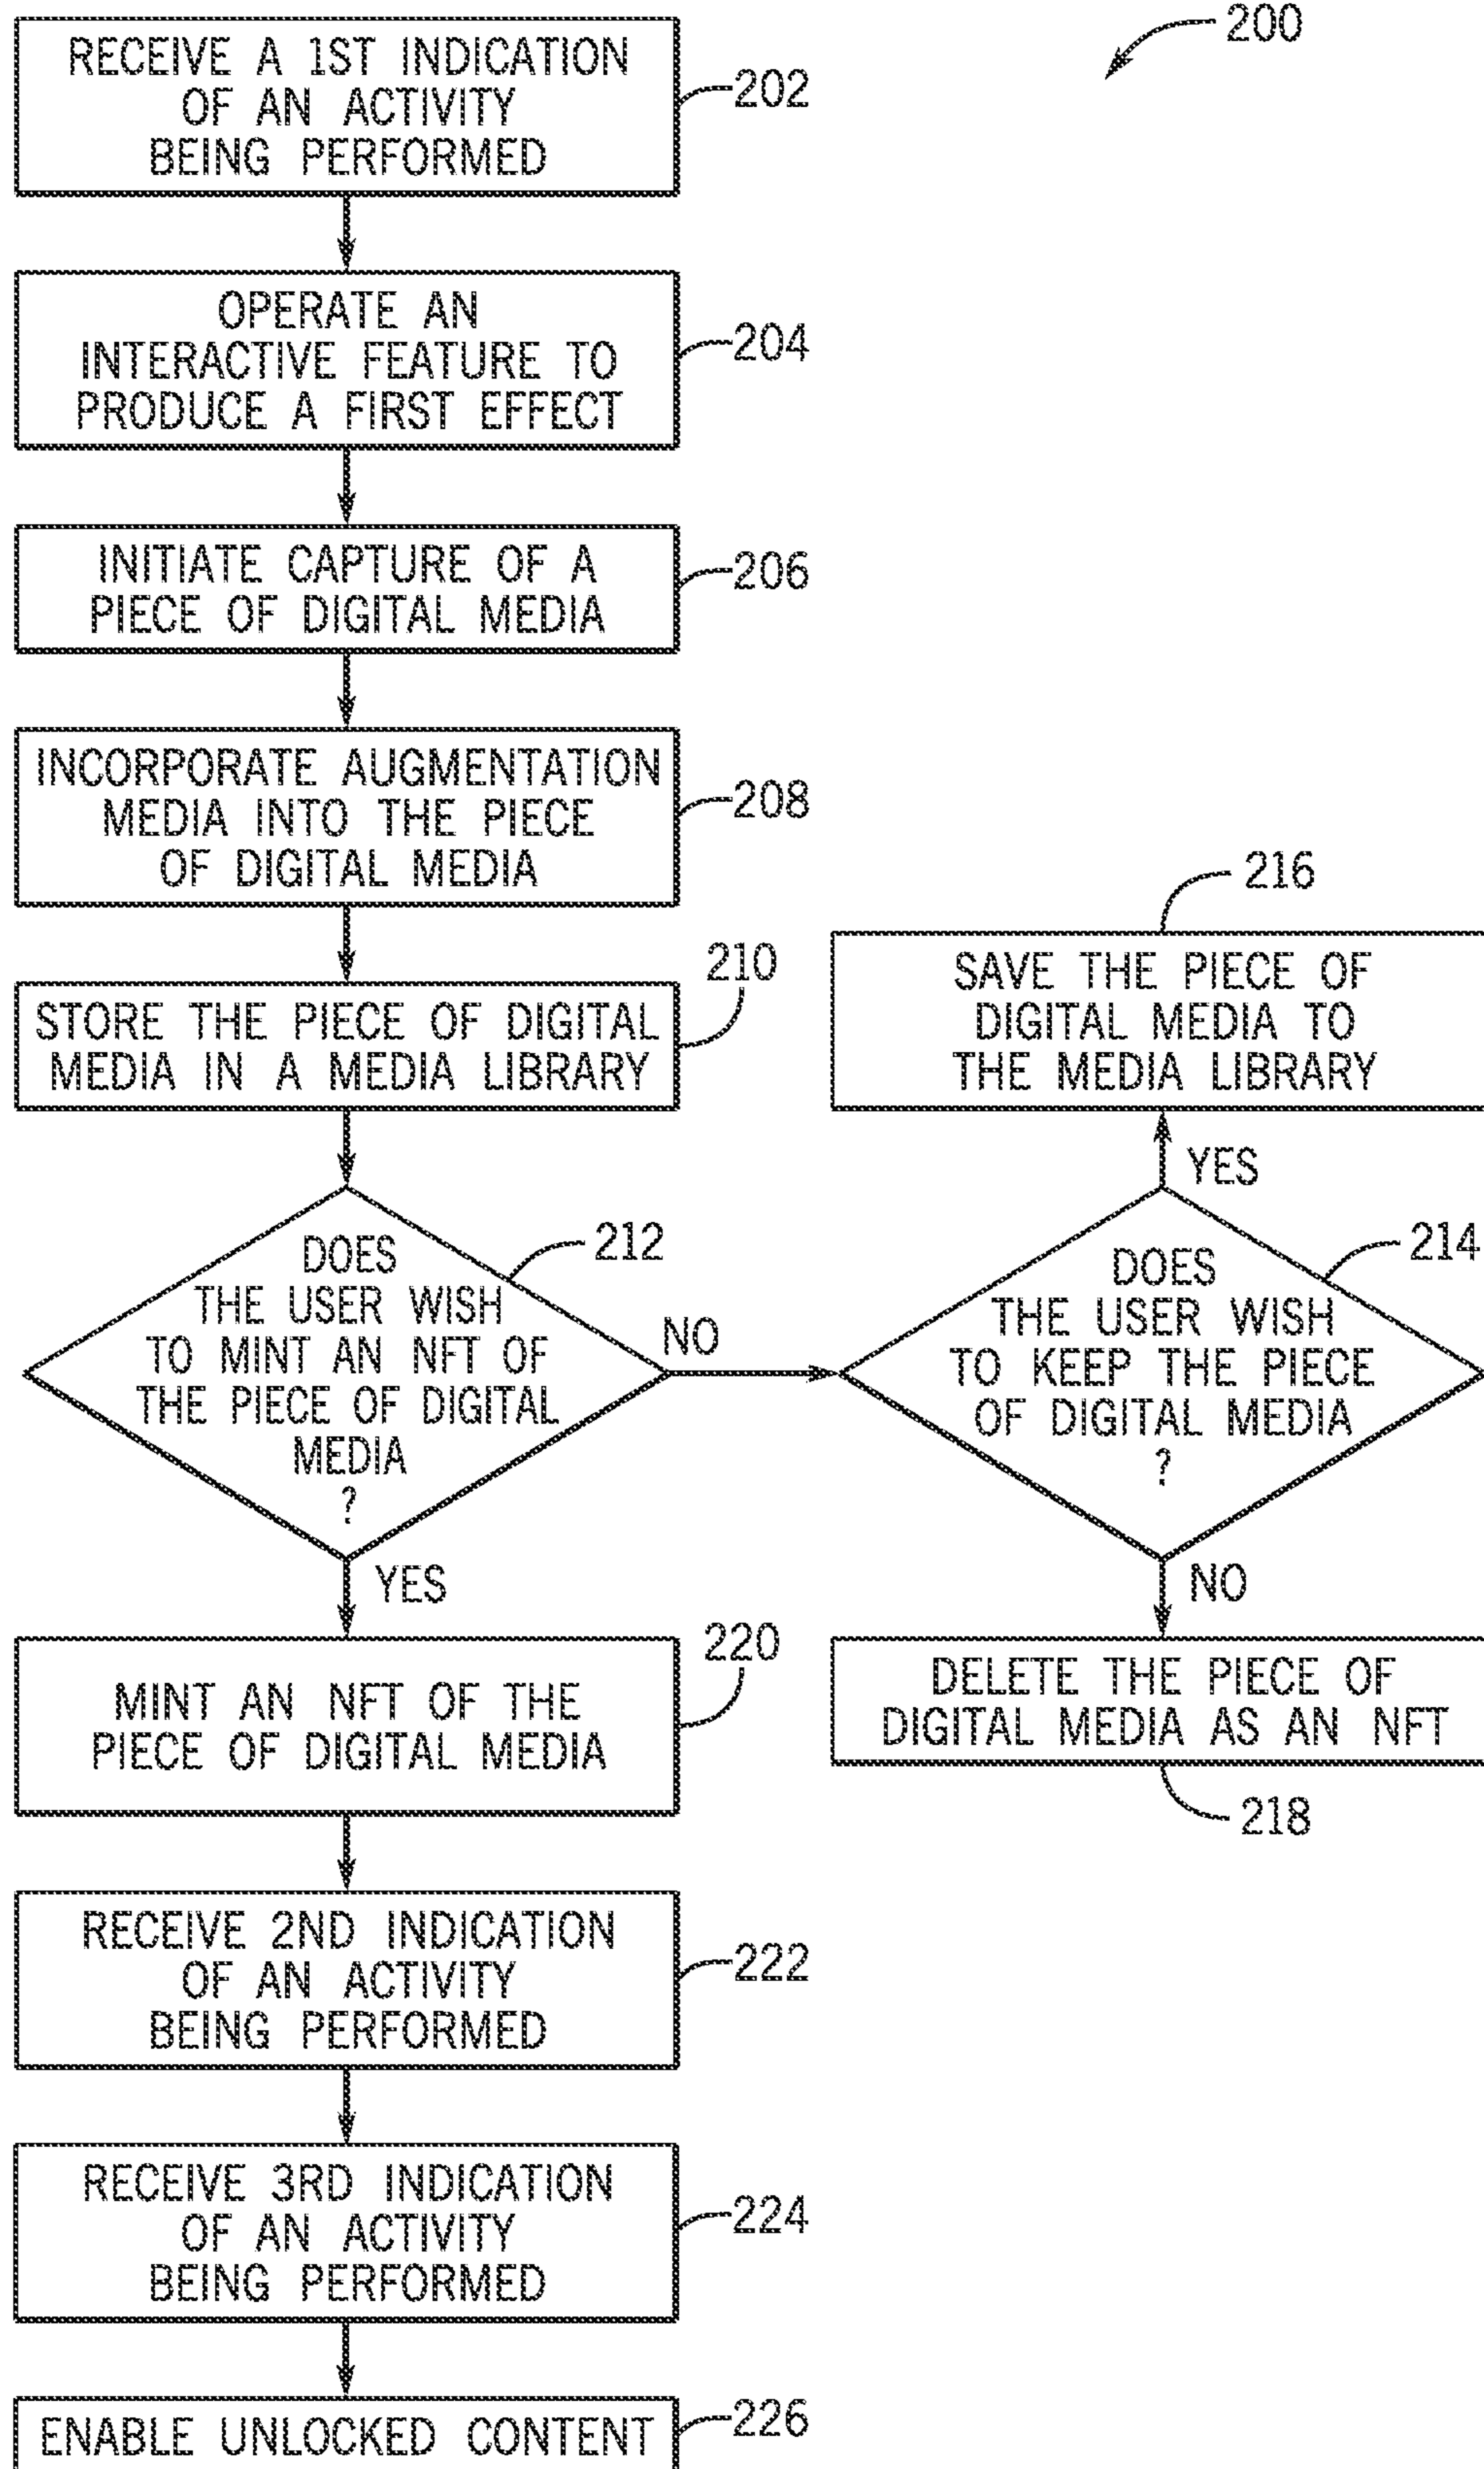 200
RECEIVE A 1ST INDICATION
OF AN ACTIVITY
BEING PERFORMED
202
OPERATE AN
INTERACTIVE FEATURE TO
PRODUCE A FIRST EFFECT
204
INITIATE CAPTURE OF A
PIECE OF DIGITAL MEDIA
206
INCORPORATE AUGMENTATION
MEDIA INTO THE PIECE
OF DIGITAL MEDIA
208
STORE THE PIECE OF DIGITAL
MEDIA IN A MEDIA LIBRARY
210
DOES
THE USER WISH
TO MINT AN NFT OF
THE PIECE OF DIGITAL
MEDIA
?
212
NO
YES
DOES
THE USER WISH
TO KEEP THE PIECE
OF DIGITAL MEDIA
?
214
YES
SAVE THE PIECE OF
DIGITAL MEDIA TO
THE MEDIA LIBRARY
216
NO
DELETE THE PIECE OF
DIGITAL MEDIA AS AN NFT
218
MINT AN NFT OF THE
PIECE OF DIGITAL MEDIA
220
RECEIVE 2ND INDICATION
OF AN ACTIVITY
BEING PERFORMED
222
RECEIVE 3RD INDICATION
OF AN ACTIVITY
BEING PERFORMED
224
ENABLE UNLOCKED CONTENT
226